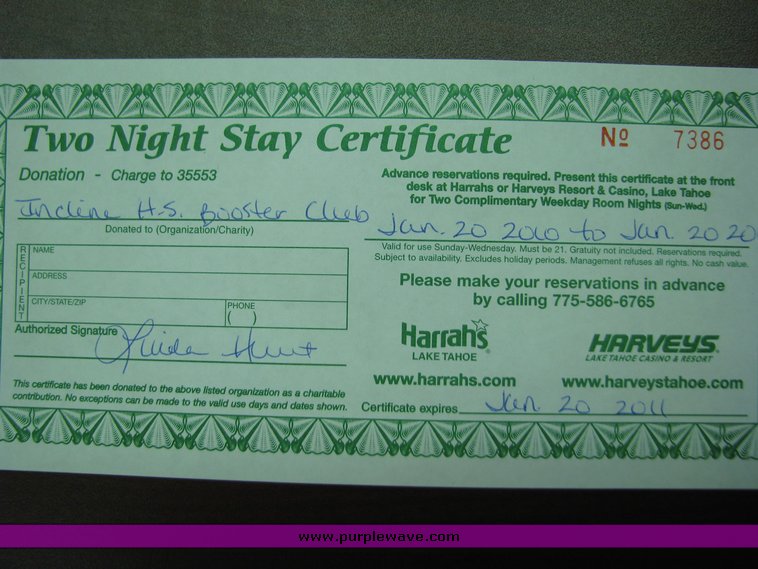 Two Night Stay Certificate
Nº 7386
Donation - Charge to 35553
Incline H.S. Booster Club
Donated to (Organization/Charity)
RECIPIENT
NAME
ADDRESS
CITY/STATE/ZIP
PHONE
( )
Authorized Signature
Hunt
This certificate has been donated to the above listed organization as a charitable
contribution. No exceptions can be made to the valid use days and dates shown.
Advance reservations required. Present this certificate at the front
desk at Harrahs or Harveys Resort & Casino, Lake Tahoe
for Two Complimentary Weekday Room Nights (Sun-Wed.)
Jan. 20 2010 to Jan. 20 20
Valid for use Sunday-Wednesday. Must be 21. Gratuity not included. Reservations required.
Subject to availability. Excludes holiday periods. Management refuses all rights. No cash value.
Please make your reservations in advance
by calling 775-586-6765
Harrah's
LAKE TAHOE
www.harrahs.com
HARVEYS
LAKE TAHOE CASINO & RESORT
www.harveystahoe.com
Certificate expires Jan. 20 2011
www.purplewave.com